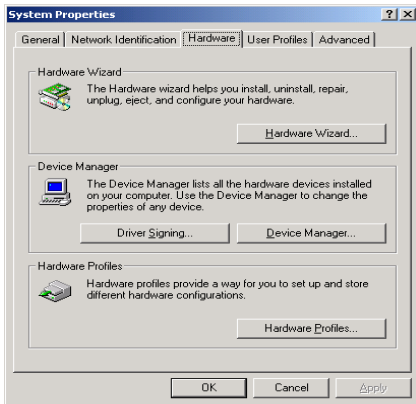 System Properties
General Network Identification Hardware User Profiles Advanced
Hardware Wizard
The Hardware wizard helps you install, uninstall, repair,
unplug, eject, and configure your hardware.
Hardware Wizard...
Device Manager
The Device Manager lists all the hardware devices installed
on your computer. Use the Device Manager to change the
properties of any device.
Driver Signing... Device Manager...
Hardware Profiles
Hardware profiles provide a way for you to set up and store
different hardware configurations.
Hardware Profiles...
OK Cancel Apply